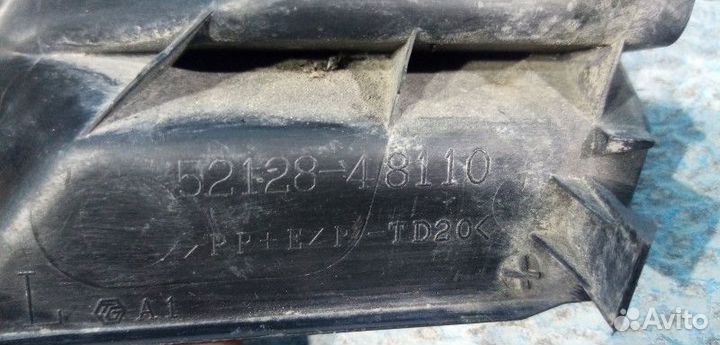 52128-48110
>PP+E/P-TD20<
L A1
Avito